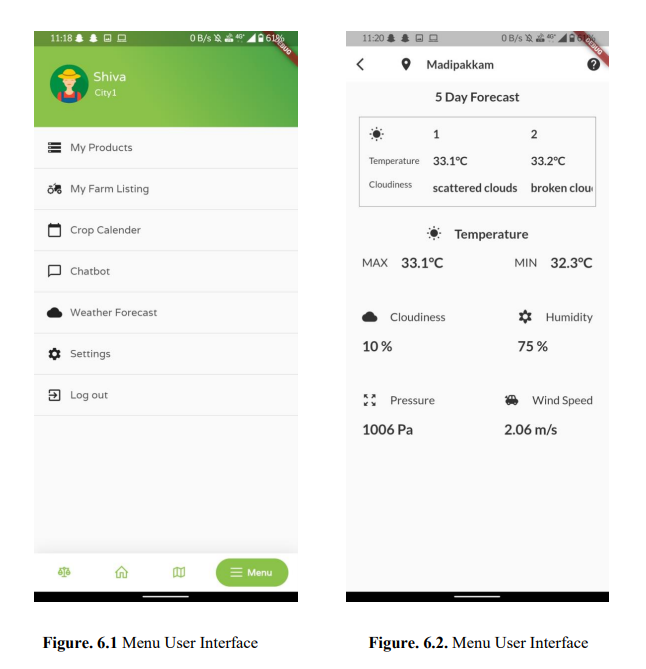 11:18
0 B/s 4G+ 61%
DEBUG
Shiva
City1
My Products
My Farm Listing
Crop Calender
Chatbot
Weather Forecast
Settings
Log out
Menu
Figure. 6.1 Menu User Interface
11:20
0 B/s 4G+
DEBUG
Madipakkam
5 Day Forecast
1 2
Temperature 33.1°C 33.2°C
Cloudiness scattered clouds broken clou
Temperature
MAX 33.1°C MIN 32.3°C
Cloudiness Humidity
10 % 75 %
Pressure Wind Speed
1006 Pa 2.06 m/s
Figure. 6.2. Menu User Interface